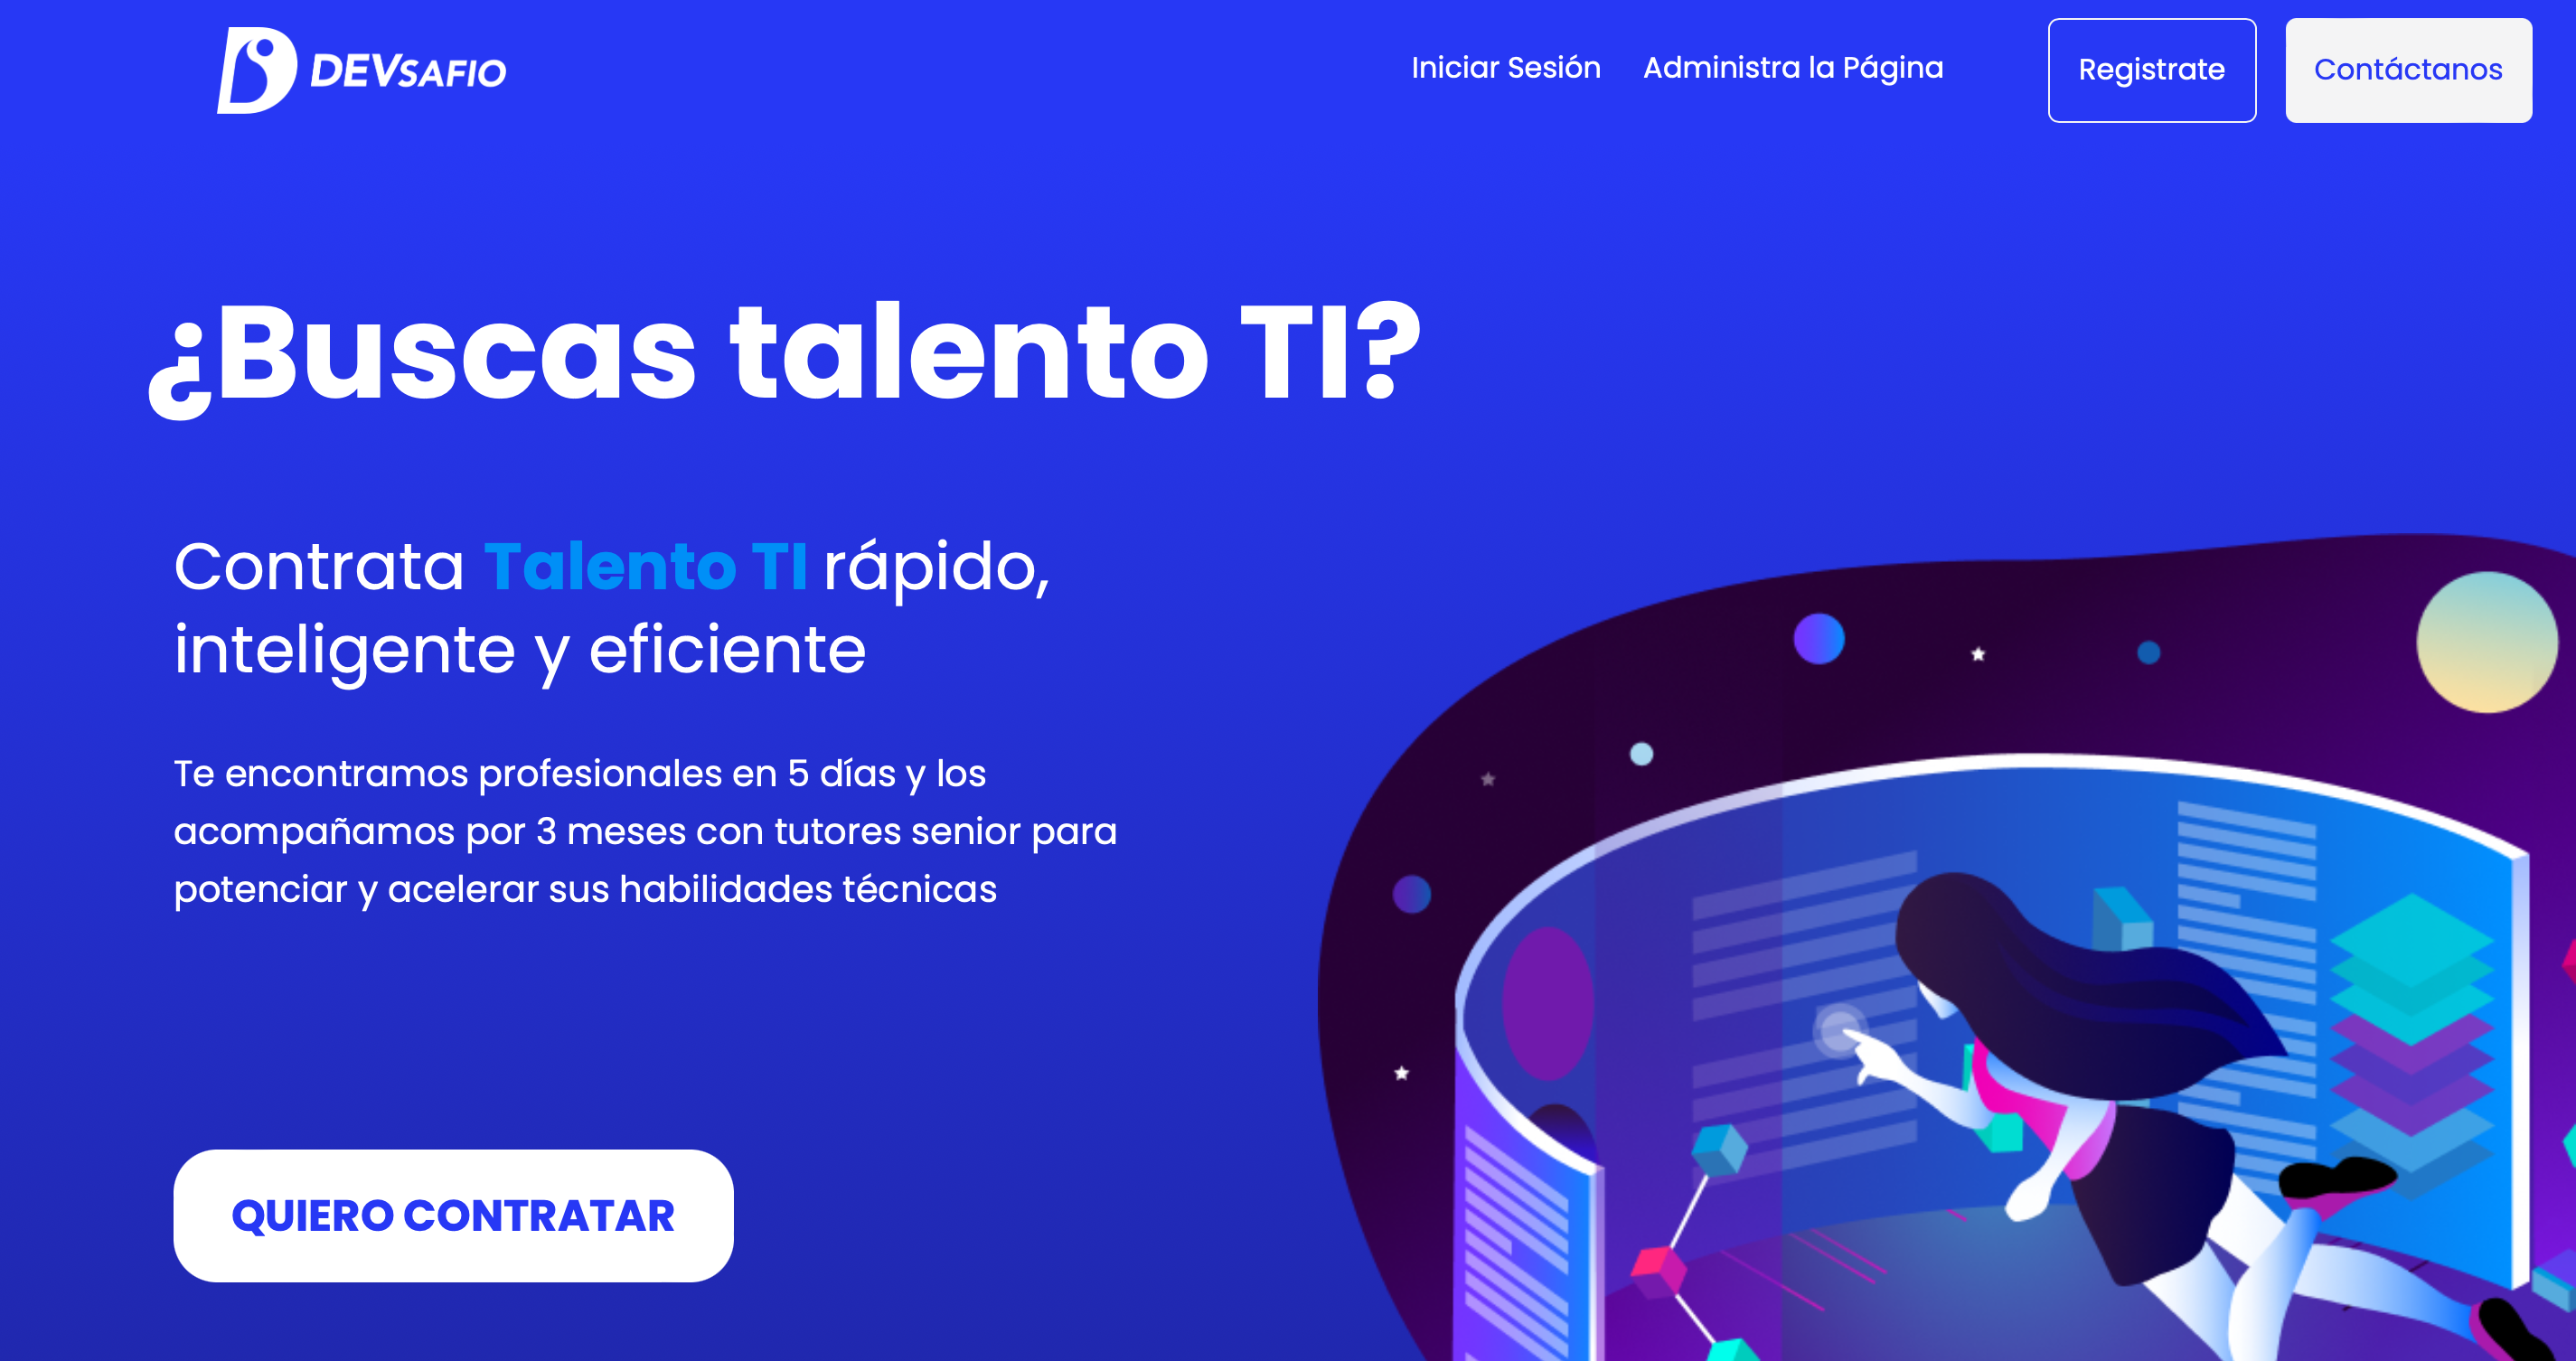 DEVSAFIO
Iniciar Sesión
Administra la Página
Registrate
Contáctanos
¿Buscas talento TI?
Contrata Talento TI rápido,
inteligente y eficiente
Te encontramos profesionales en 5 días y los
acompañamos por 3 meses con tutores senior para
potenciar y acelerar sus habilidades técnicas
QUIERO CONTRATAR